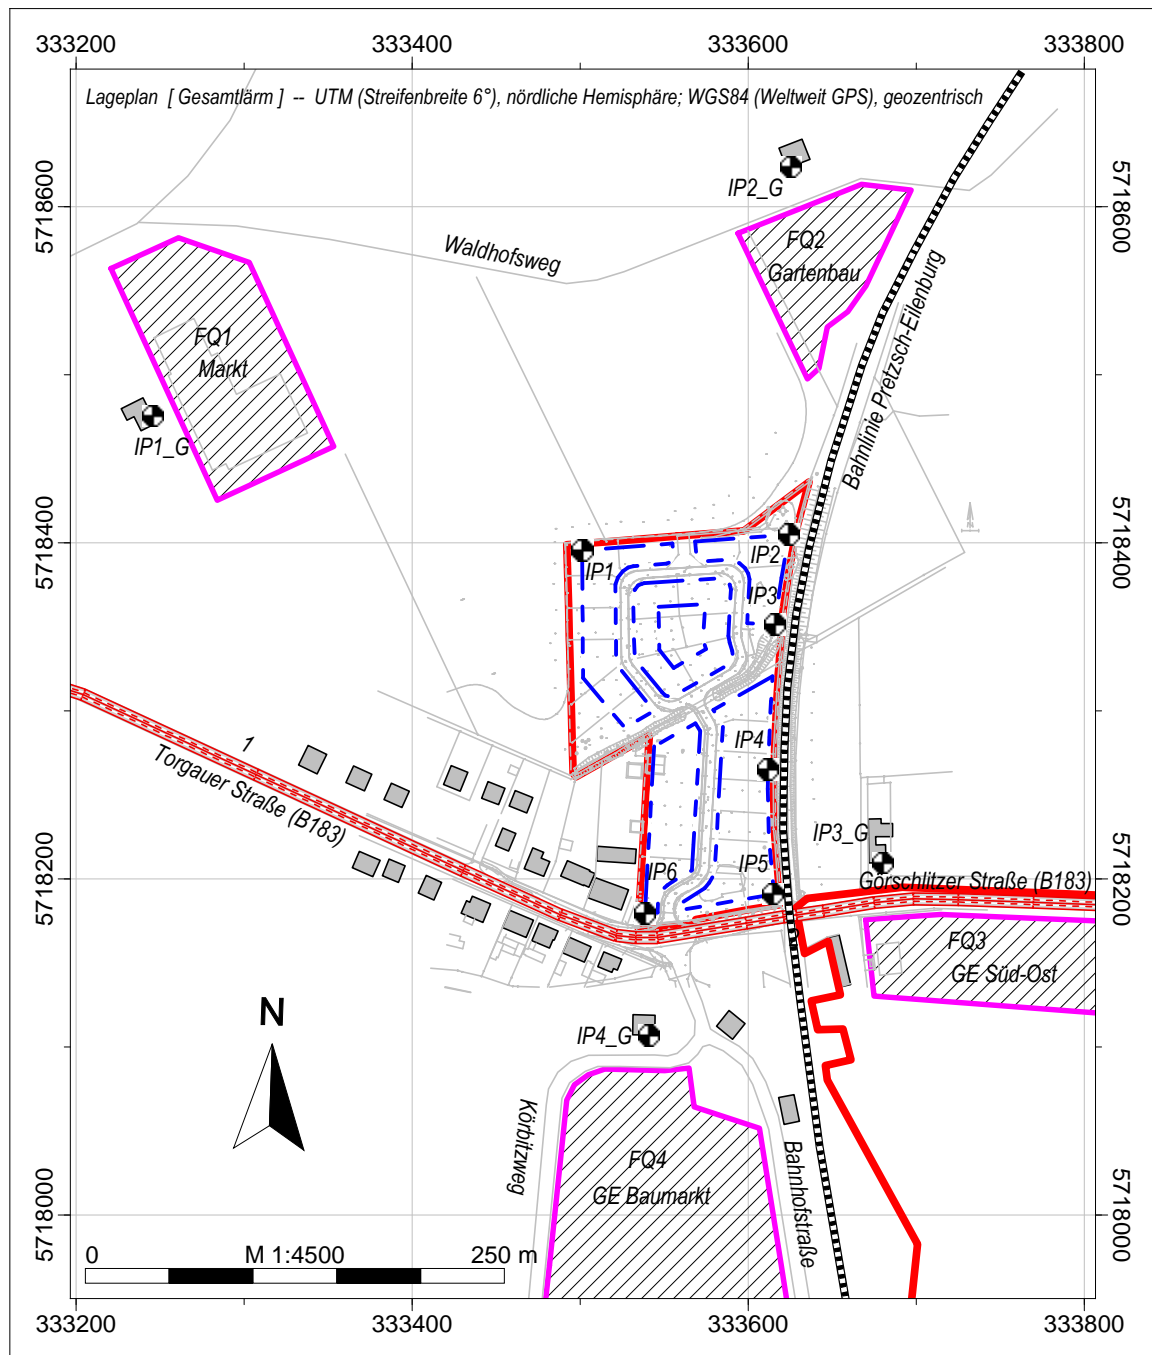 333200 333400 333600 333800
Lageplan [ Gesamtlärm ] -- UTM (Streifenbreite 6°), nördliche Hemisphäre; WGS84 (Weltweit GPS), geozentrisch
IP2_G
5718600
5718600
FQ2
Gartenbau
Waldhofsweg
Bahnlinie Pretzsch-Eilenburg
FQ1
Markt
IP1_G
5718400
5718400
IP1
IP2
IP3
1
Torgauer Straße (B183)
IP4
IP3_G
IP5
IP6
Görschlitzer Straße (B183)
5718200
5718200
FQ3
GE Süd-Ost
N
IP4_G
Körbitzweg
FQ4
GE Baumarkt
Bahnhofstraße
5718000
5718000
0 M 1:4500 250 m
333200 333400 333600 333800